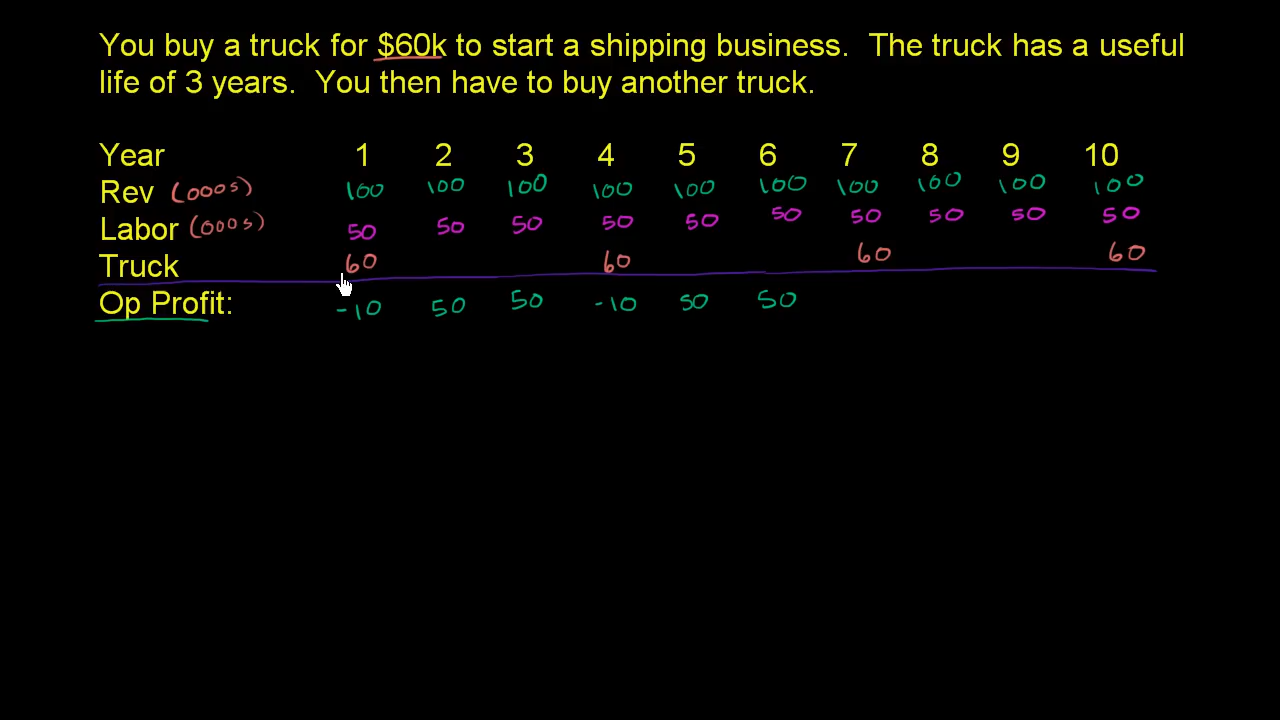 You buy a truck for $60k to start a shipping business. The truck has a useful
life of 3 years. You then have to buy another truck.
Year 1 2 3 4 5 6 7 8 9 10
Rev (000s) 100 100 100 100 100 100 100 100 100 100
Labor (000s) 50 50 50 50 50 50 50 50 50 50
Truck 60 60 60 60
Op Profit: -10 50 50 -10 50 50